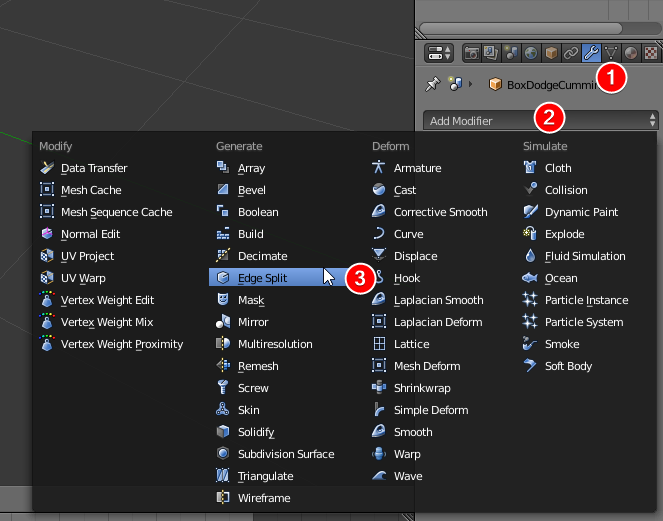 1
BoxDodgeCummin
2
Add Modifier
Modify
Data Transfer
Mesh Cache
Mesh Sequence Cache
Normal Edit
UV Project
UV Warp
Vertex Weight Edit
Vertex Weight Mix
Vertex Weight Proximity
Generate
Array
Bevel
Boolean
Build
Decimate
Edge Split
3
Mask
Mirror
Multiresolution
Remesh
Screw
Skin
Solidify
Subdivision Surface
Triangulate
Wireframe
Deform
Armature
Cast
Corrective Smooth
Curve
Displace
Hook
Laplacian Smooth
Laplacian Deform
Lattice
Mesh Deform
Shrinkwrap
Simple Deform
Smooth
Warp
Wave
Simulate
Cloth
Collision
Dynamic Paint
Explode
Fluid Simulation
Ocean
Particle Instance
Particle System
Smoke
Soft Body